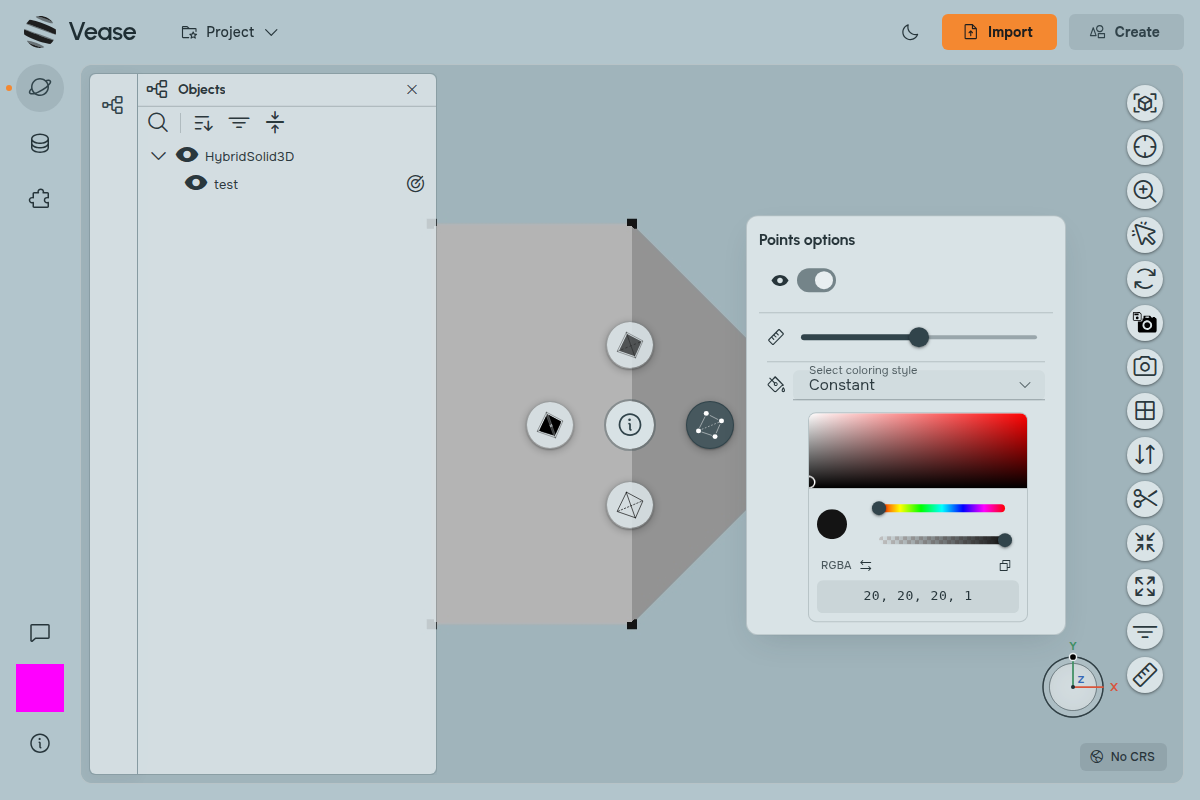 Vease
Project
Import
Create
Objects
HybridSolid3D
test
Points options
Select coloring style
Constant
RGBA
20, 20, 20, 1
Y
Z
X
No CRS